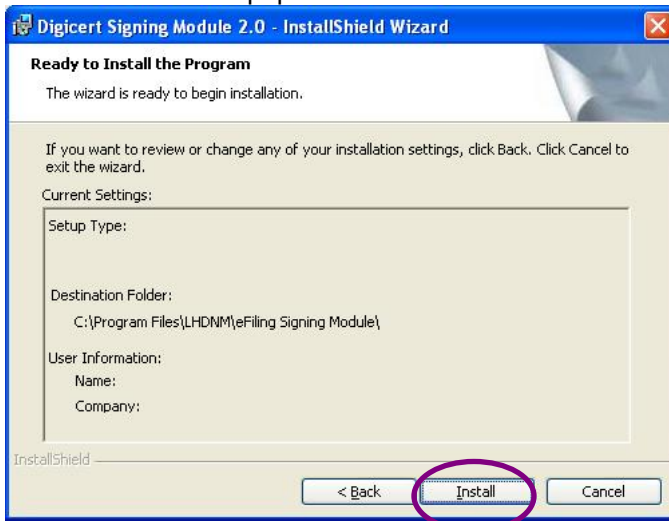 Digicert Signing Module 2.0 - InstallShield Wizard
Ready to Install the Program
The wizard is ready to begin installation.
If you want to review or change any of your installation settings, click Back. Click Cancel to
exit the wizard.
Current Settings:
Setup Type:
Destination Folder:
C:\Program Files\LHDNM\eFiling Signing Module\
User Information:
Name:
Company:
InstallShield
< Back Install Cancel